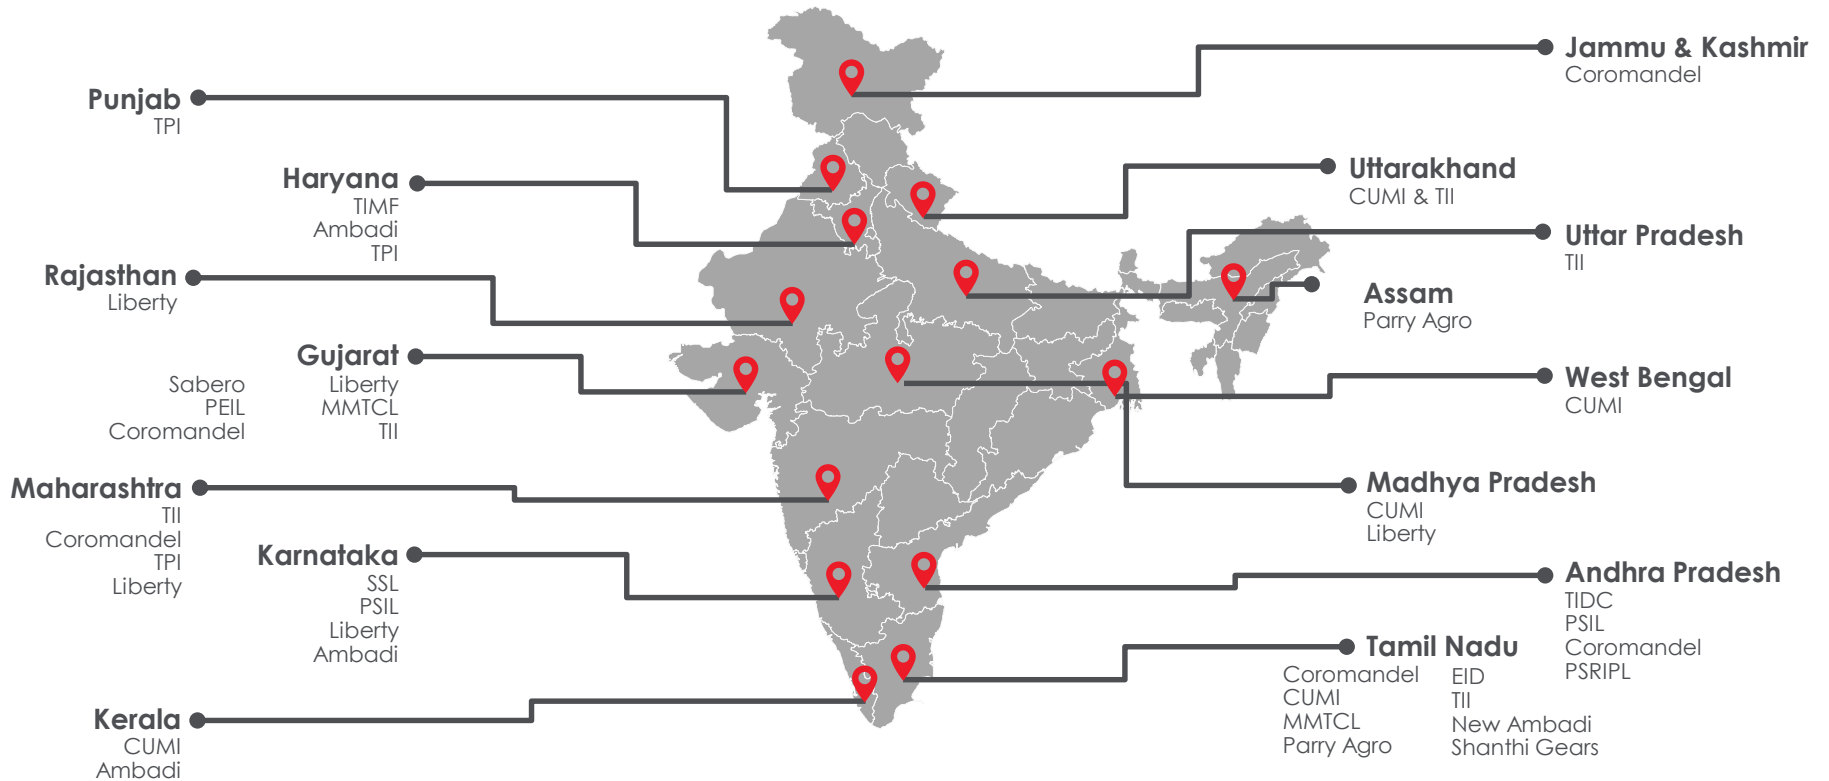 Punjab
TPI
Haryana
TIMF
Ambadi
TPI
Rajasthan
Liberty
Gujarat
Sabero
PEIL
Coromandel
Liberty
MMTCL
TII
Maharashtra
TII
Coromandel
TPI
Liberty
Karnataka
SSL
PSIL
Liberty
Ambadi
Kerala
CUMI
Ambadi
Jammu & Kashmir
Coromandel
Uttarakhand
CUMI & TII
Uttar Pradesh
TII
Assam
Parry Agro
West Bengal
CUMI
Madhya Pradesh
CUMI
Liberty
Andhra Pradesh
TIDC
PSIL
Coromandel
PSRIPL
Tamil Nadu
Coromandel
CUMI
MMTCL
Parry Agro
EID
TII
New Ambadi
Shanthi Gears